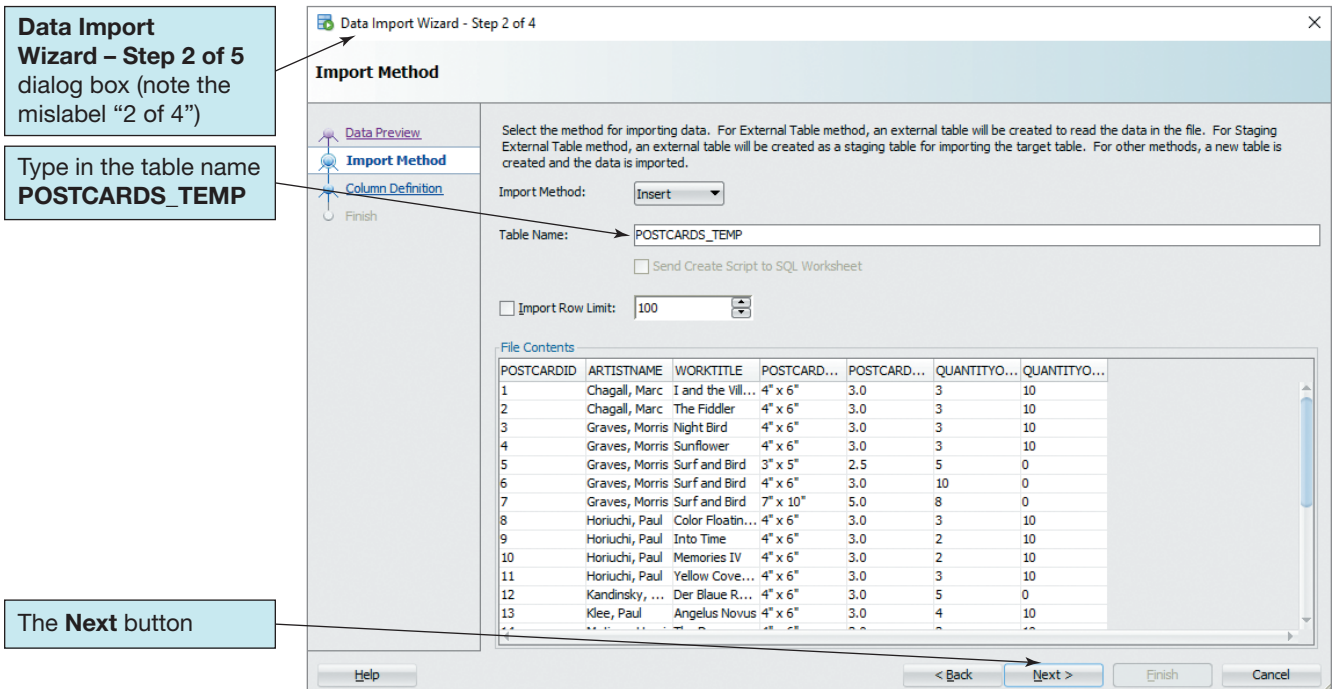 Data Import
Wizard – Step 2 of 5
dialog box (note the
mislabel “2 of 4”)
Type in the table name
POSTCARDS_TEMP
The Next button
Data Import Wizard - Step 2 of 4
Import Method
Data Preview
Import Method
Column Definition
Finish
Select the method for importing data. For External Table method, an external table will be created to read the data in the file. For Staging
External Table method, an external table will be created as a staging table for importing the target table. For other methods, a new table is
created and the data is imported.
Import Method: Insert
Table Name: POSTCARDS_TEMP
Send Create Script to SQL Worksheet
Import Row Limit: 100
File Contents
POSTCARDID ARTISTNAME WORKTITLE POSTCARD... POSTCARD... QUANTITYO... QUANTITYO...
1 Chagall, Marc I and the Vill... 4" x 6" 3.0 3 10
2 Chagall, Marc The Fiddler 4" x 6" 3.0 3 10
3 Graves, Morris Night Bird 4" x 6" 3.0 3 10
4 Graves, Morris Sunflower 4" x 6" 3.0 3 10
5 Graves, Morris Surf and Bird 3" x 5" 2.5 5 0
6 Graves, Morris Surf and Bird 4" x 6" 3.0 10 0
7 Graves, Morris Surf and Bird 7" x 10" 5.0 8 0
8 Horiuchi, Paul Color Floatin... 4" x 6" 3.0 3 10
9 Horiuchi, Paul Into Time 4" x 6" 3.0 2 10
10 Horiuchi, Paul Memories IV 4" x 6" 3.0 2 10
11 Horiuchi, Paul Yellow Cove... 4" x 6" 3.0 3 10
12 Kandinsky, ... Der Blaue R... 4" x 6" 3.0 5 0
13 Klee, Paul Angelus Novus 4" x 6" 3.0 4 10
Help
< Back
Next >
Finish
Cancel